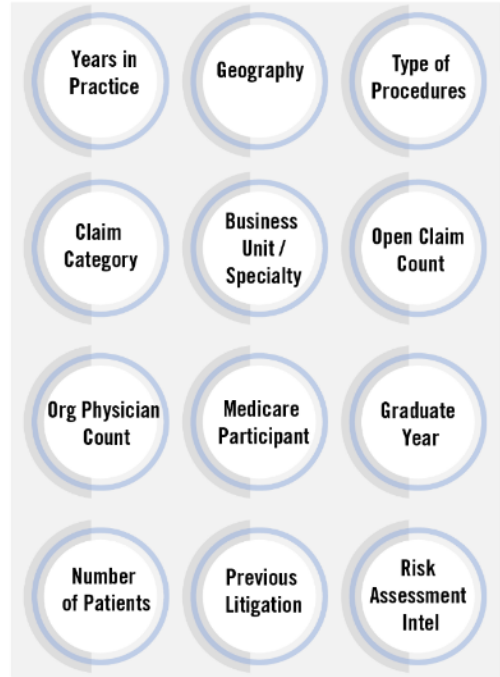 Years in
Practice
Geography
Type of
Procedures
Claim
Category
Business
Unit /
Specialty
Open Claim
Count
Org Physician
Count
Medicare
Participant
Graduate
Year
Number
of Patients
Previous
Litigation
Risk
Assessment
Intel